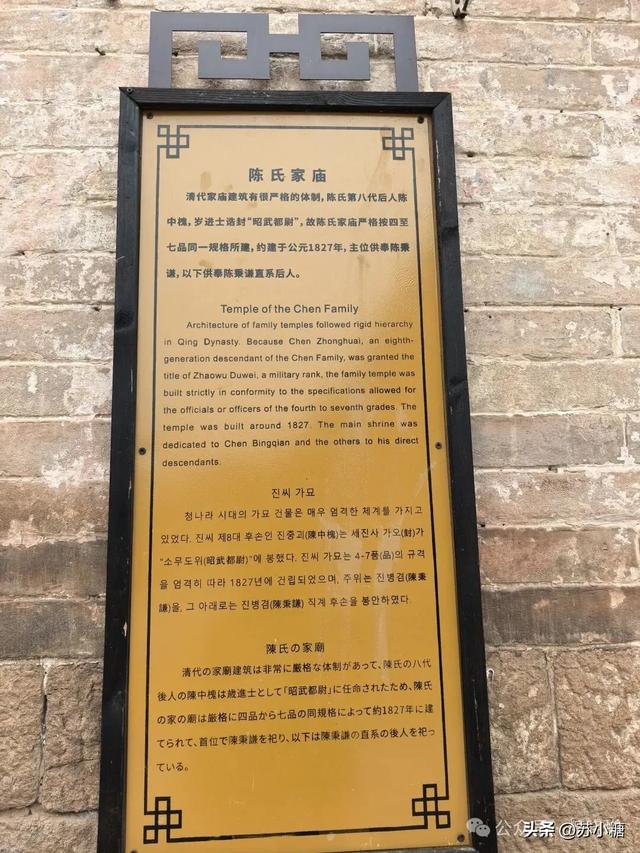 陈氏家庙
清代家庙建筑有很严格的体制，陈氏第八代后人陈
中槐，岁进士诰封“昭武都尉”，故陈氏家庙严格按四至
七品同一规格所建，约建于公元1827年，主位供奉陈秉
谦，以下供奉陈秉谦直系后人。
Temple of the Chen Family
Architecture of family temples followed rigid hierarchy
in Qing Dynasty. Because Chen Zhonghuai, an eighth-
generation descendant of the Chen Family, was granted the
title of Zhaowu Duwei, a military rank, the family temple was
built strictly in conformity to the specifications allowed for
the officials or officers of the fourth to seventh grades. The
temple was built around 1827. The main shrine was
dedicated to Chen Bingqian and the others to his direct
descendants.
진씨 가묘
청나라 시대의 가묘 건물은 매우 엄격한 체계를 가지고
있었다. 진씨 제8대 후손인 진중괴(陳中槐)는 세진사 가오(封)가
“소무도위(昭武都尉)”에 봉했다. 진씨 가묘는 4-7품(品)의 규격
을 엄격히 따라 1827년에 건립되었으며, 주위는 진병겸(陳秉
謙)을, 그 아래로는 진병겸(陳秉謙) 직계 후손을 봉안하였다.
陳氏の家廟
清代の家廟建築は非常に厳格な体制があって、陳氏の八代
後人の陳中槐は歳進士として「昭武都尉」に任命されたため、陳氏
の家の廟は厳格に四品から七品の同規格によって約1827年に建
てられて、首位で陳秉謙を祀り、以下は陳秉謙の直系の後人を祀っ
ている。
头条 @苏小糖